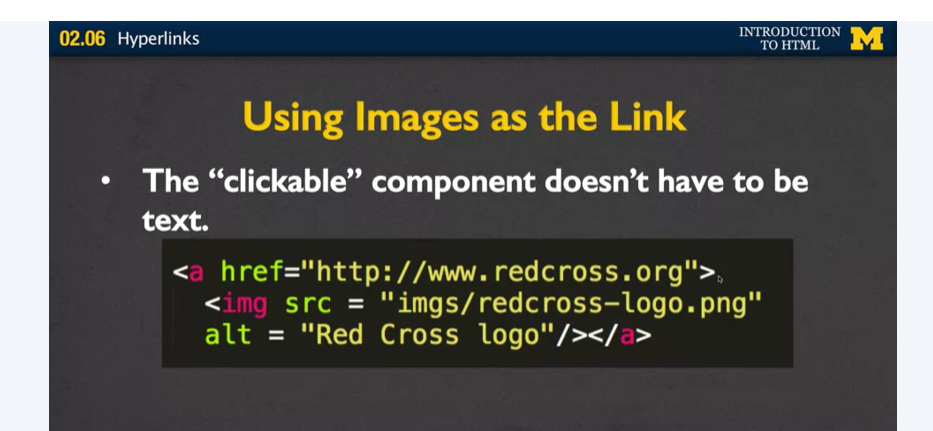 02.06 Hyperlinks
INTRODUCTION
TO HTML
M
Using Images as the Link
• The “clickable” component doesn’t have to be
text.
<a href="http://www.redcross.org">
<img src = "imgs/redcross-logo.png"
alt = "Red Cross logo"/></a>